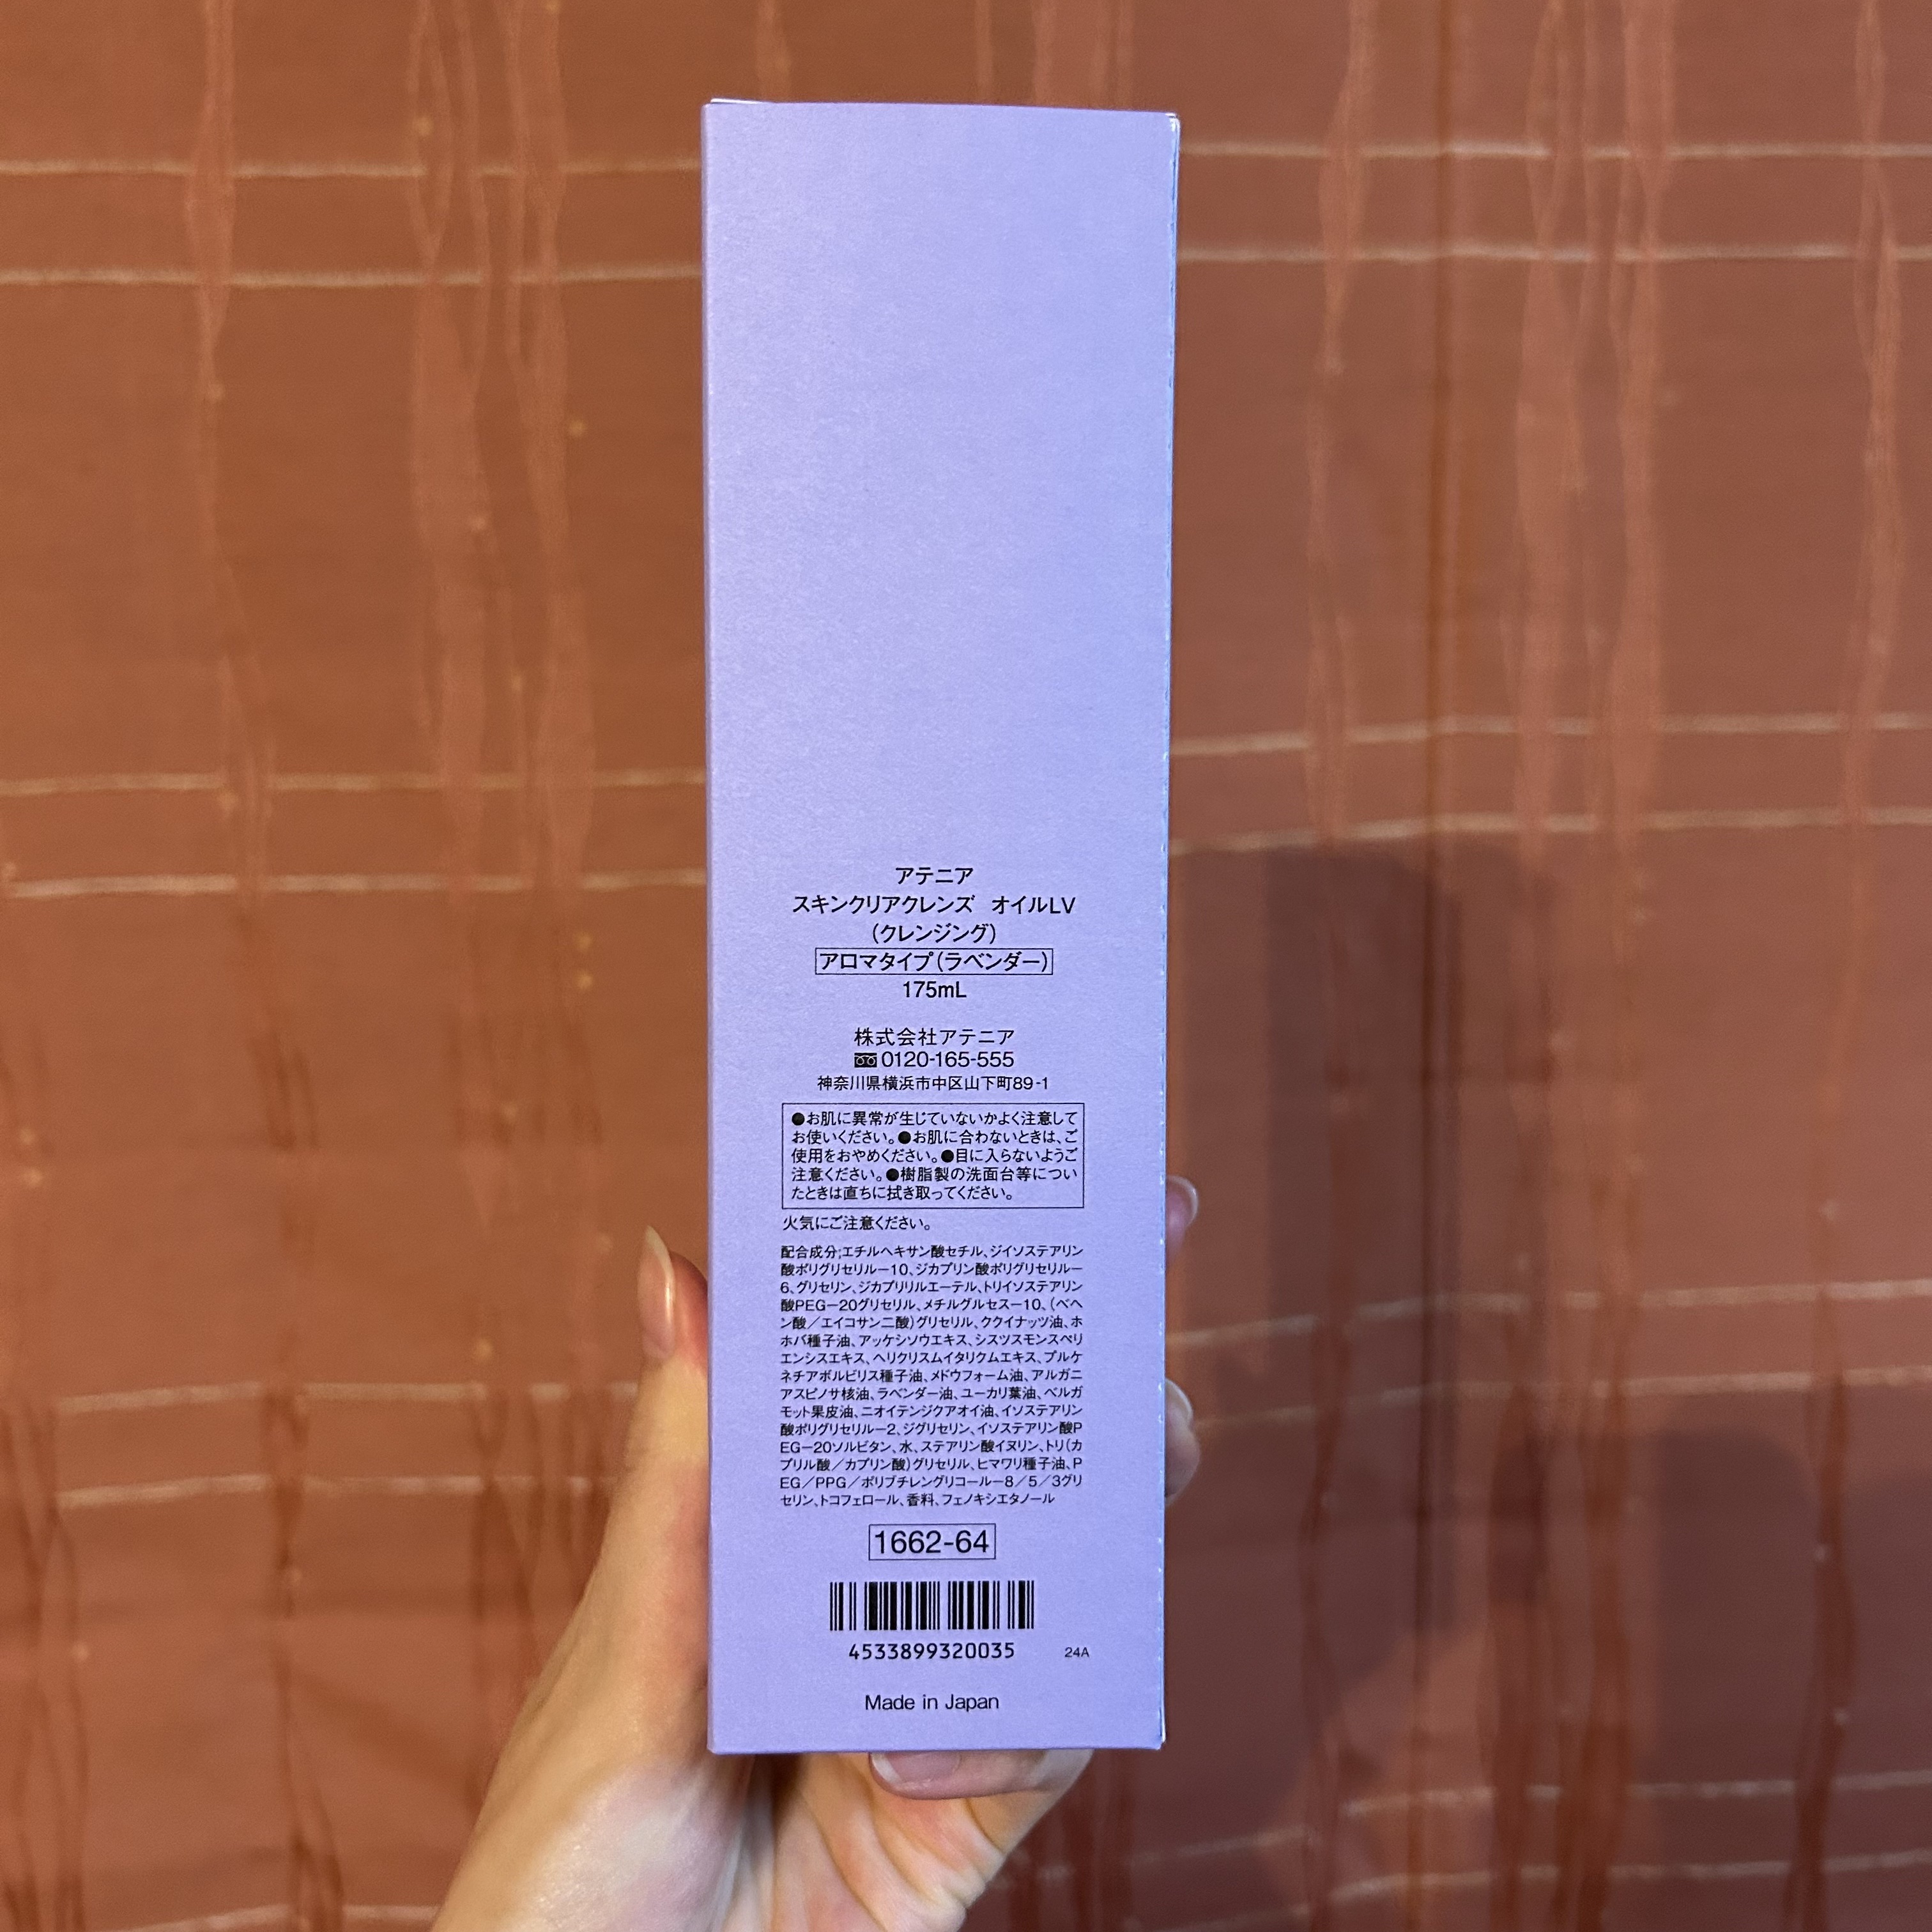 アテニア
スキンクリアクレンズ オイルLV
(クレンジング)
アロマタイプ(ラベンダー)
175mL
株式会社アテニア
0120-165-555
神奈川県横浜市中区山下町89-1
●お肌に異常が生じていないかよく注意して
お使いください。●お肌に合わないときは、ご
使用をおやめください。●目に入らないようご
注意ください。●樹脂製の洗面台等につい
たときは直ちに拭き取ってください。
火気にご注意ください。
配合成分;エチルヘキサン酸セチル、ジイソステアリン
酸ポリグリセリル－10、ジカプリン酸ポリグリセリル－
6、グリセリン、ジカプリリルエーテル、トリイソステアリン
酸PEG－20グリセリル、メチルグルセス－10、(ベヘ
ン酸／エイコサン二酸)グリセリル、ククイナッツ油、ホ
ホバ種子油、アッケシソウエキス、シスツスモンスペリ
エンシスエキス、ヘリクリスムイタリクムエキス、プルケ
ネチアボルビリス種子油、メドウフォーム油、アルガニ
アスピノサ核油、ラベンダー油、ユーカリ葉油、ベルガ
モット果皮油、ニオイテンジクアオイ油、イソステアリン
酸ポリグリセリル－2、ジグリセリン、イソステアリン酸P
EG－20ソルビタン、水、ステアリン酸イヌリン、トリ(カ
プリル酸／カプリン酸)グリセリル、ヒマワリ種子油、P
EG／PPG／ポリブチレングリコール－8／5／3グリ
セリン、トコフェロール、香料、フェノキシエタノール
1662-64
4533899320035
24A
Made in Japan